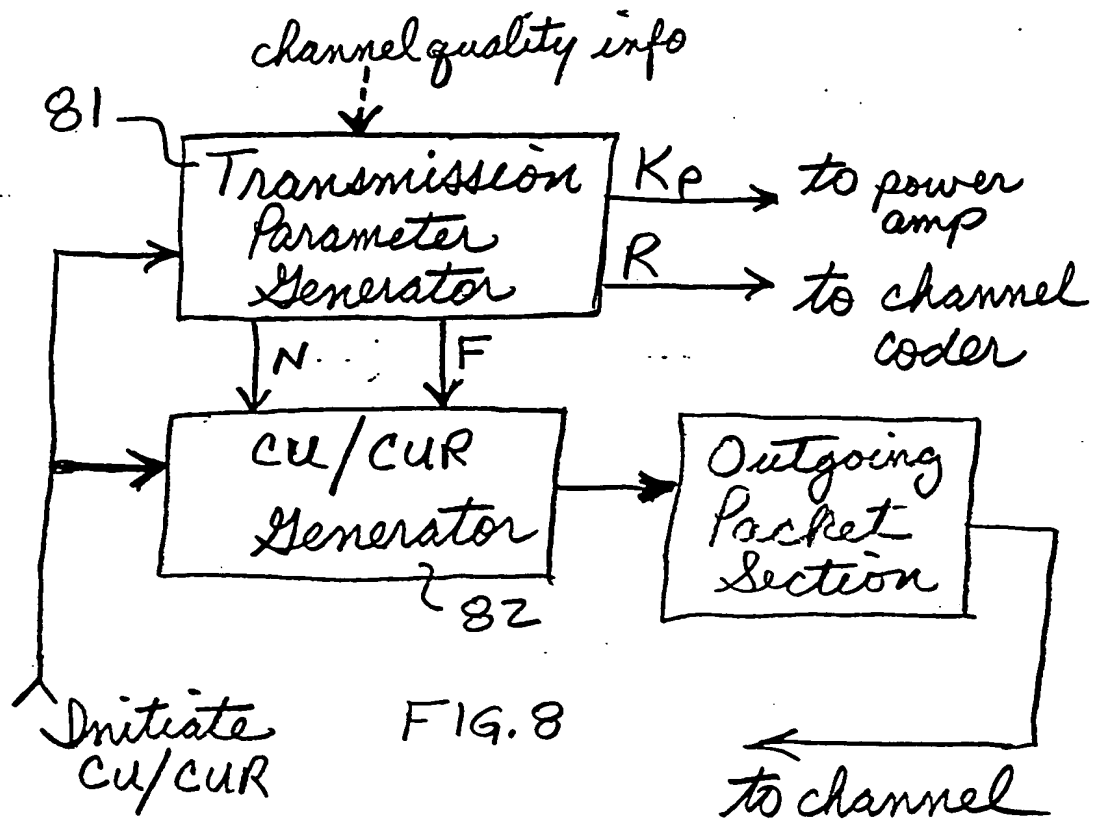 channel quality info
81
Transmission
Parameter
Generator
Kp
to power
amp
R
to channel
coder
N
F
CU/CUR
Generator
82
Outgoing
Packet
Section
Initiate
CU/CUR
FIG. 8
to channel